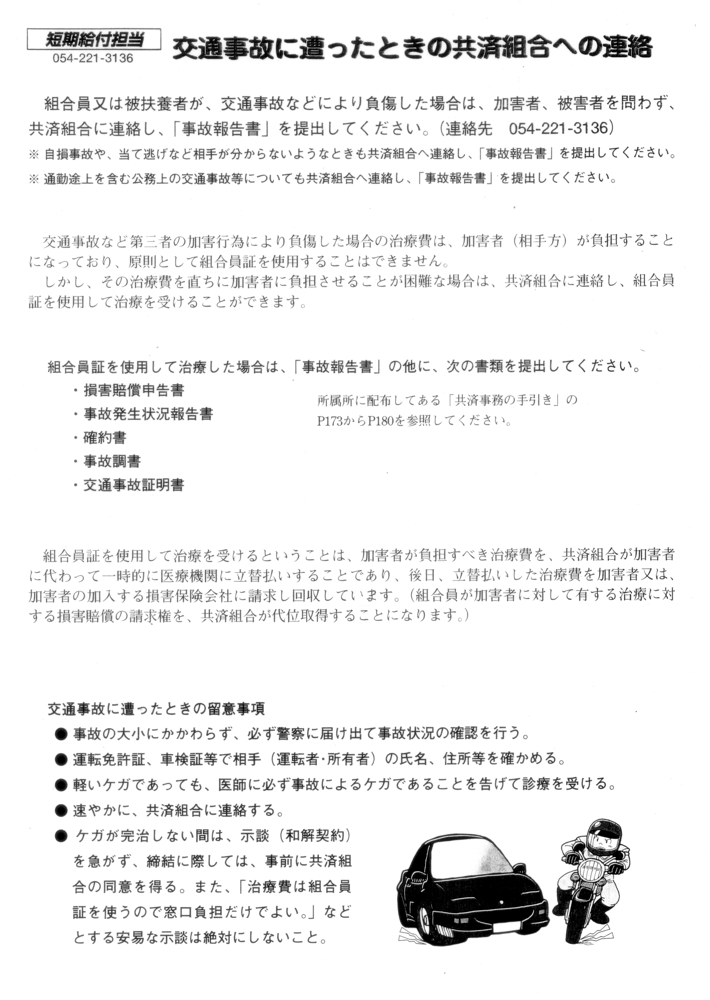 短期給付担当
054-221-3136
交通事故に遭ったときの共済組合への連絡
組合員又は被扶養者が、交通事故などにより負傷した場合は、加害者、被害者を問わず、
共済組合に連絡し、「事故報告書」を提出してください。（連絡先　054-221-3136）
※ 自損事故や、当て逃げなど相手が分からないようなときも共済組合へ連絡し、「事故報告書」を提出してください。
※ 通勤途上を含む公務上の交通事故等についても共済組合へ連絡し、「事故報告書」を提出してください。
交通事故など第三者の加害行為により負傷した場合の治療費は、加害者（相手方）が負担すること
になっており、原則として組合員証を使用することはできません。
しかし、その治療費を直ちに加害者に負担させることが困難な場合は、共済組合に連絡し、組合員
証を使用して治療を受けることができます。
組合員証を使用して治療した場合は、「事故報告書」の他に、次の書類を提出してください。
・損害賠償申告書
・事故発生状況報告書
・確約書
・事故調書
・交通事故証明書
所属所に配布してある「共済事務の手引き」の
P173からP180を参照してください。
組合員証を使用して治療を受けるということは、加害者が負担すべき治療費を、共済組合が加害者
に代わって一時的に医療機関に立替払いすることであり、後日、立替払いした治療費を加害者又は、
加害者の加入する損害保険会社に請求し回収しています。（組合員が加害者に対して有する治療に対
する損害賠償の請求権を、共済組合が代位取得することになります。）
交通事故に遭ったときの留意事項
● 事故の大小にかかわらず、必ず警察に届け出て事故状況の確認を行う。
● 運転免許証、車検証等で相手（運転者・所有者）の氏名、住所等を確かめる。
● 軽いケガであっても、医師に必ず事故によるケガであることを告げて診療を受ける。
● 速やかに、共済組合に連絡する。
● ケガが完治しない間は、示談（和解契約）
を急がず、締結に際しては、事前に共済組
合の同意を得る。また、「治療費は組合員
証を使うので窓口負担だけでよい。」など
とする安易な示談は絶対にしないこと。